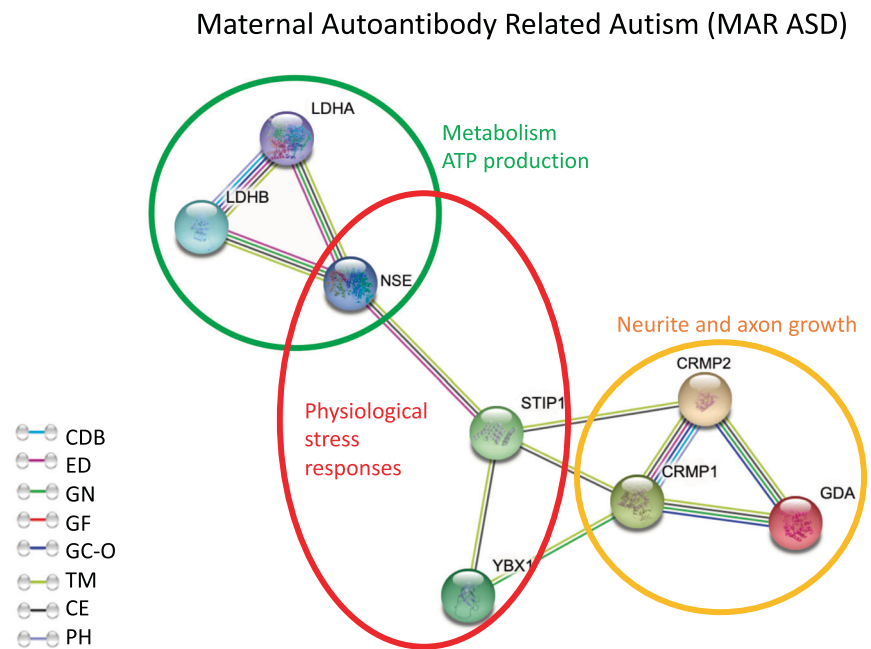 Maternal Autoantibody Related Autism (MAR ASD)
LDHA
Metabolism
ATP production
LDHB
NSE
Neurite and axon growth
CRMP2
STIP1
Physiological
stress
responses
CRMP1
GDA
YBX1
CDB
ED
GN
GF
GC-O
TM
CE
PH